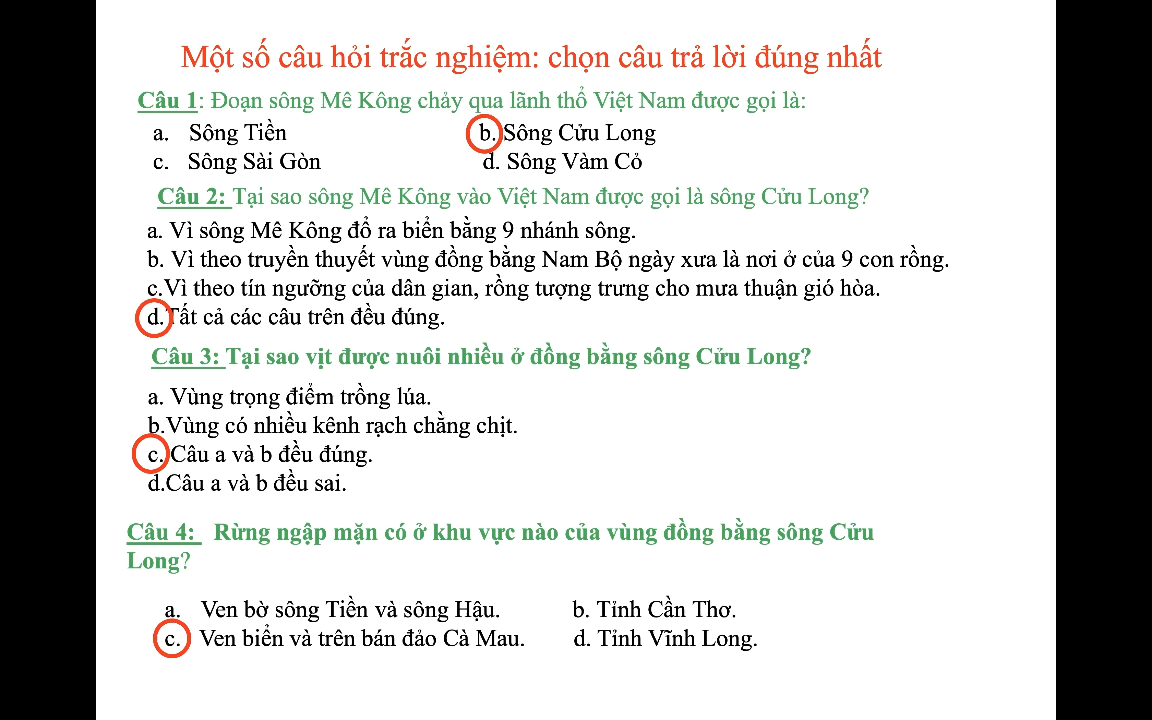 Một số câu hỏi trắc nghiệm: chọn câu trả lời đúng nhất
Câu 1: Đoạn sông Mê Kông chảy qua lãnh thổ Việt Nam được gọi là:
a. Sông Tiền b. Sông Cửu Long
c. Sông Sài Gòn d. Sông Vàm Cỏ
Câu 2: Tại sao sông Mê Kông vào Việt Nam được gọi là sông Cửu Long?
a. Vì sông Mê Kông đổ ra biển bằng 9 nhánh sông.
b. Vì theo truyền thuyết vùng đồng bằng Nam Bộ ngày xưa là nơi ở của 9 con rồng.
c.Vì theo tín ngưỡng của dân gian, rồng tượng trưng cho mưa thuận gió hòa.
d.Tất cả các câu trên đều đúng.
Câu 3: Tại sao vịt được nuôi nhiều ở đồng bằng sông Cửu Long?
a. Vùng trọng điểm trồng lúa.
b.Vùng có nhiều kênh rạch chằng chịt.
c. Câu a và b đều đúng.
d.Câu a và b đều sai.
Câu 4: Rừng ngập mặn có ở khu vực nào của vùng đồng bằng sông Cửu
Long?
a. Ven bờ sông Tiền và sông Hậu. b. Tỉnh Cần Thơ.
c. Ven biển và trên bán đảo Cà Mau. d. Tỉnh Vĩnh Long.